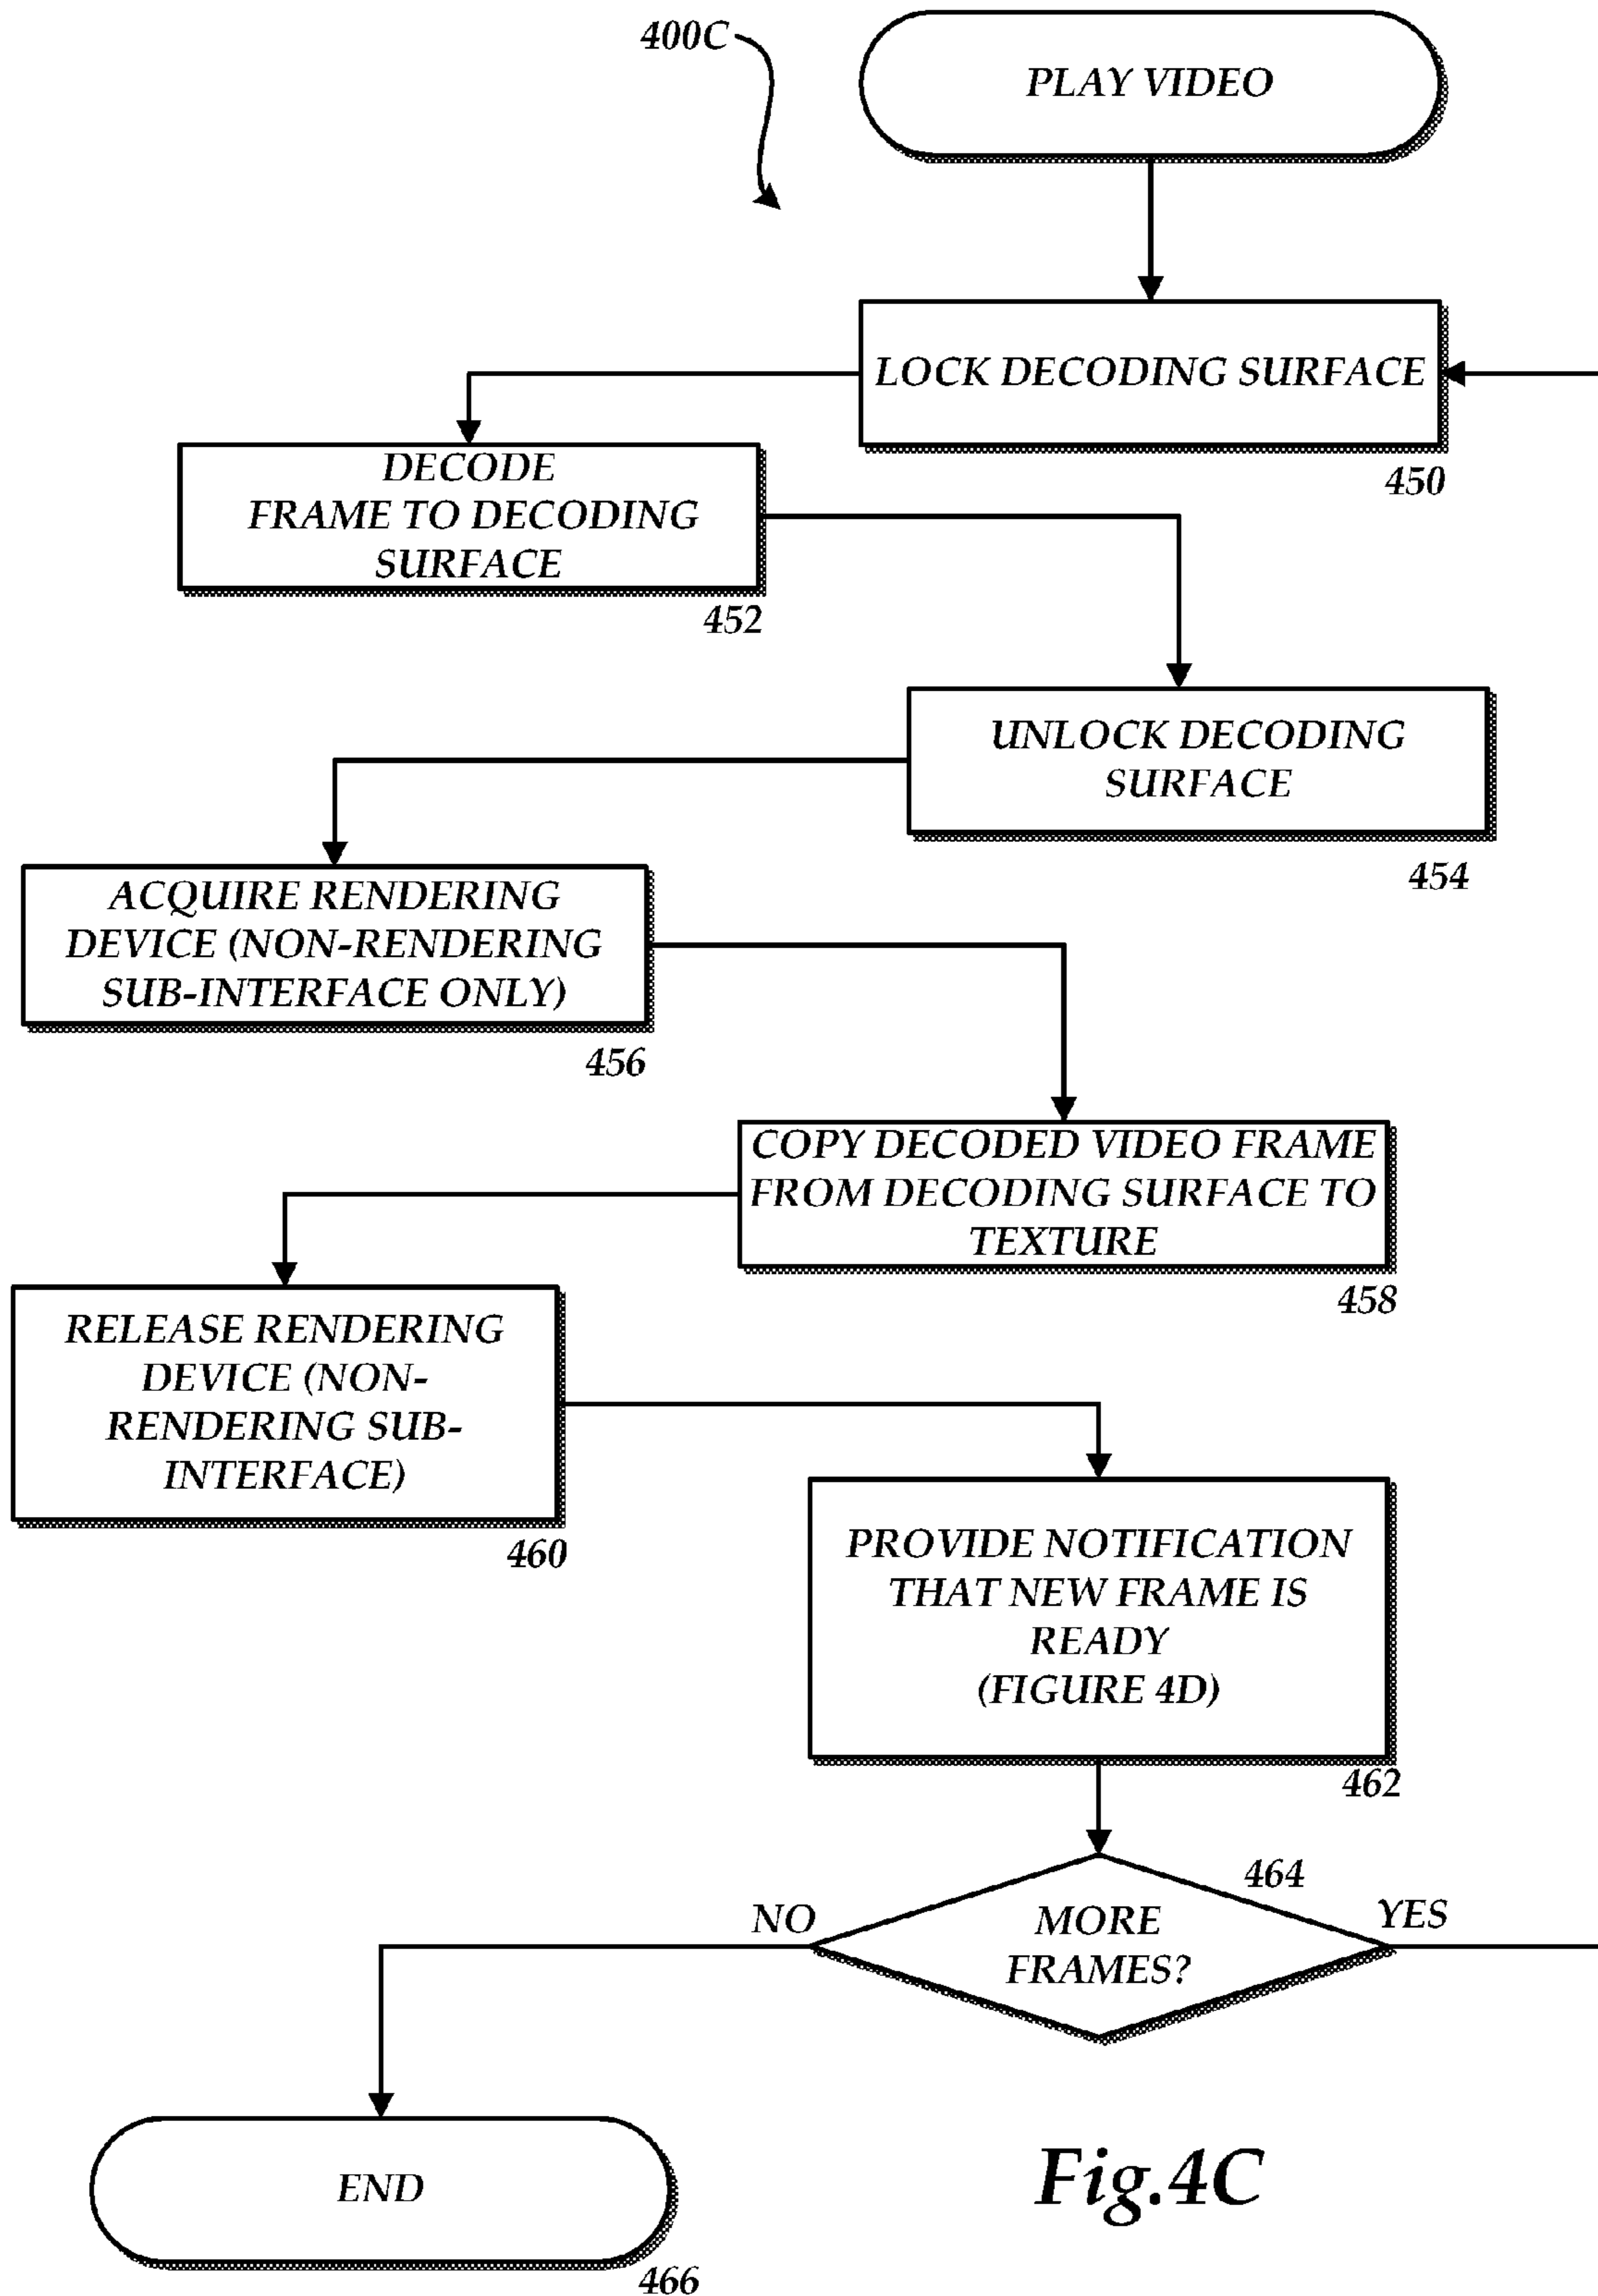 400C
PLAY VIDEO
LOCK DECODING SURFACE
450
DECODE
FRAME TO DECODING
SURFACE
452
UNLOCK DECODING
SURFACE
454
ACQUIRE RENDERING
DEVICE (NON-RENDERING
SUB-INTERFACE ONLY)
456
COPY DECODED VIDEO FRAME
FROM DECODING SURFACE TO
TEXTURE
458
RELEASE RENDERING
DEVICE (NON-
RENDERING SUB-
INTERFACE)
460
PROVIDE NOTIFICATION
THAT NEW FRAME IS
READY
(FIGURE 4D)
462
464
NO
MORE
FRAMES?
YES
END
466
Fig.4C